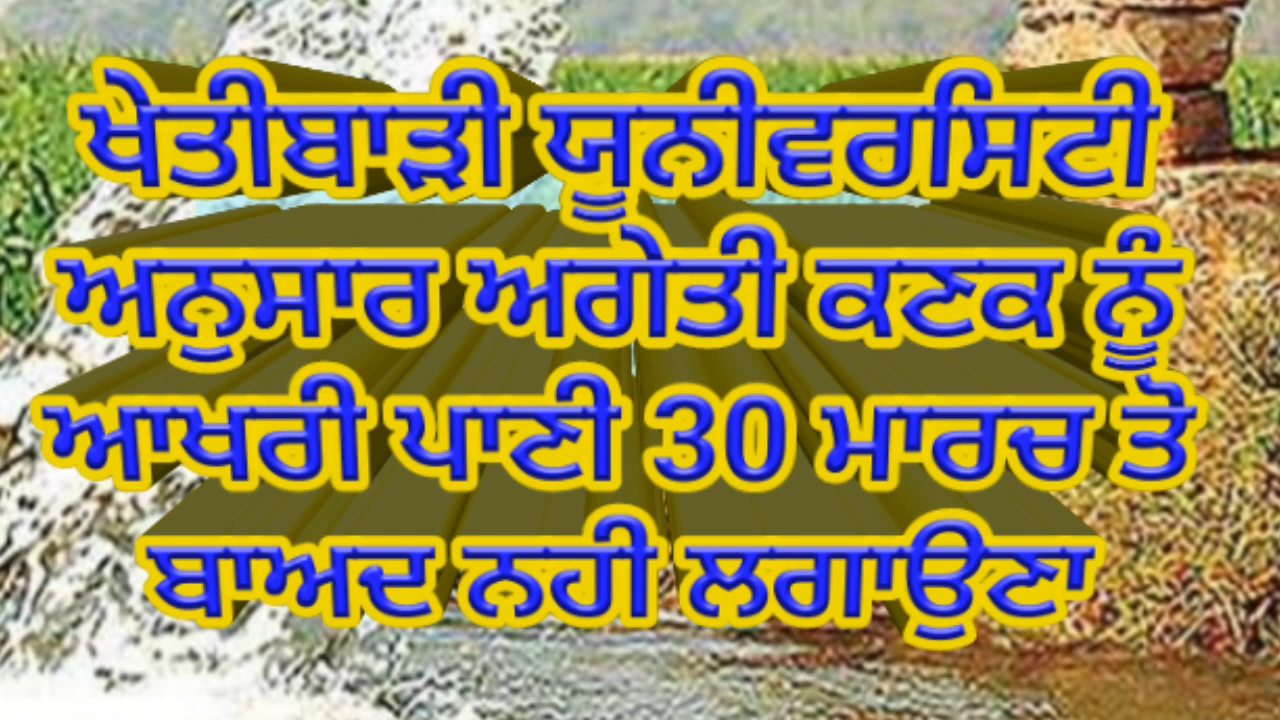 ਖੇਤੀਬਾੜੀ ਯੂਨੀਵਰਸਿਟੀ
ਅਨੁਸਾਰ ਅਗੇਤੀ ਕਣਕ ਨੂੰ
ਆਖਰੀ ਪਾਣੀ 30 ਮਾਰਚ ਤੋ
ਬਾਅਦ ਨਹੀ ਲਗਾਉਣਾ